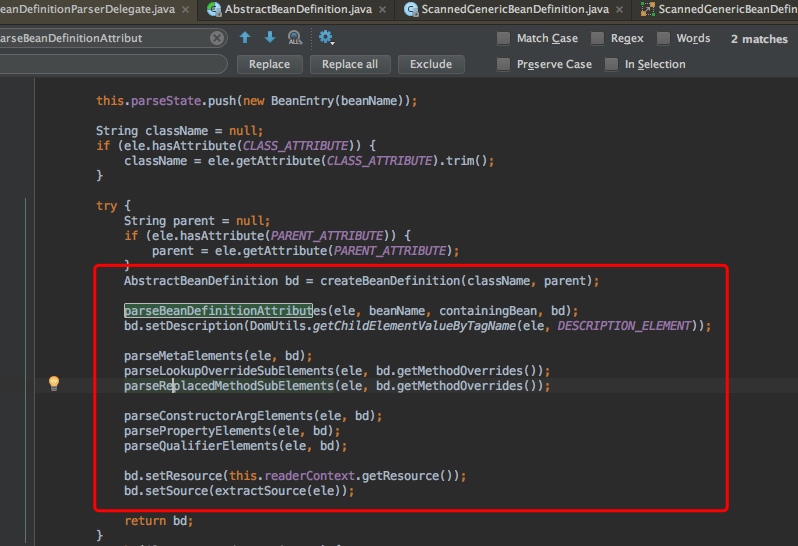 eanDefinitionParserDelegate.java × AbstractBeanDefinition.java × ScannedGenericBeanDefinition.java × ScannedGenericBeanDefin
arseBeanDefinitionAttribut Match Case Regex Words 2 matches
Replace Replace all Exclude Preserve Case In Selection
this.parseState.push(new BeanEntry(beanName));
String className = null;
if (ele.hasAttribute(CLASS_ATTRIBUTE)) {
className = ele.getAttribute(CLASS_ATTRIBUTE).trim();
}
try {
String parent = null;
if (ele.hasAttribute(PARENT_ATTRIBUTE)) {
parent = ele.getAttribute(PARENT_ATTRIBUTE);
}
AbstractBeanDefinition bd = createBeanDefinition(className, parent);
parseBeanDefinitionAttributes(ele, beanName, containingBean, bd);
bd.setDescription(DomUtils.getChildElementValueByTagName(ele, DESCRIPTION_ELEMENT));
parseMetaElements(ele, bd);
parseLookupOverrideSubElements(ele, bd.getMethodOverrides());
parseReplacedMethodSubElements(ele, bd.getMethodOverrides());
parseConstructorArgElements(ele, bd);
parsePropertyElements(ele, bd);
parseQualifierElements(ele, bd);
bd.setResource(this.readerContext.getResource());
bd.setSource(extractSource(ele));
return bd;
}